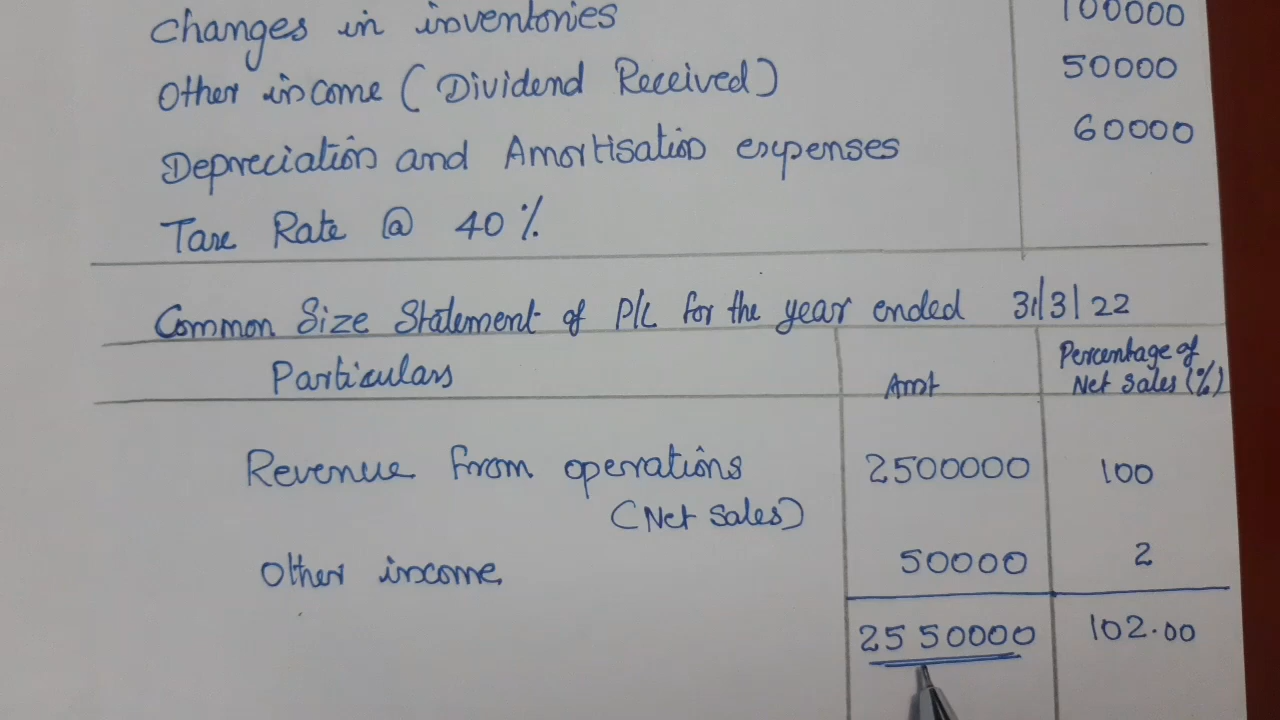 Changes in inventories 100000
Other income (Dividend Received) 50000
Depreciation and Amortisation expenses 60000
Tax Rate @ 40%
Common Size Statement of P/L for the year ended 31/3/22
Particulars Amt Percentage of Net Sales (%)
Revenue from operations 2500000 100
(Net Sales)
Other income 50000 2
2550000 102.00